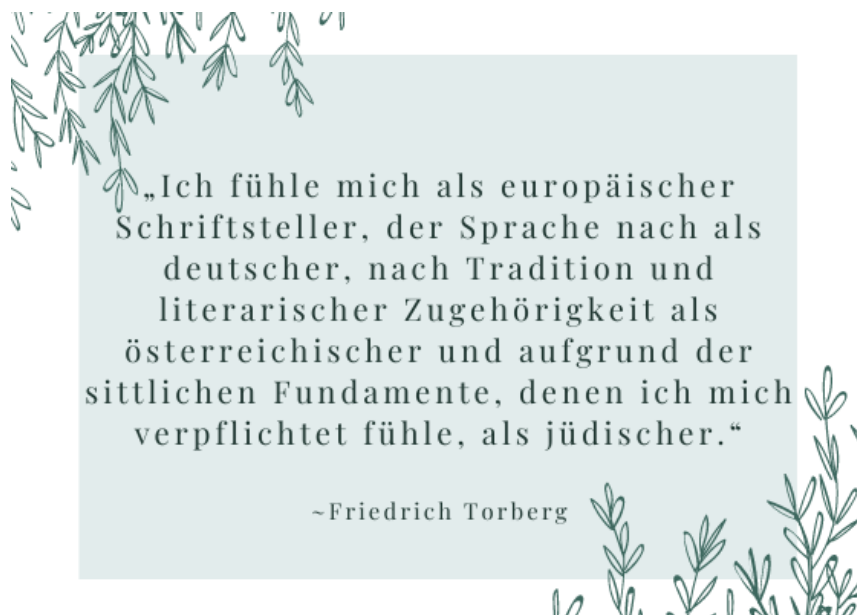 „Ich fühle mich als europäischer
Schriftsteller, der Sprache nach als
deutscher, nach Tradition und
literarischer Zugehörigkeit als
österreichischer und aufgrund der
sittlichen Fundamente, denen ich mich
verpflichtet fühle, als jüdischer.“
~Friedrich Torberg